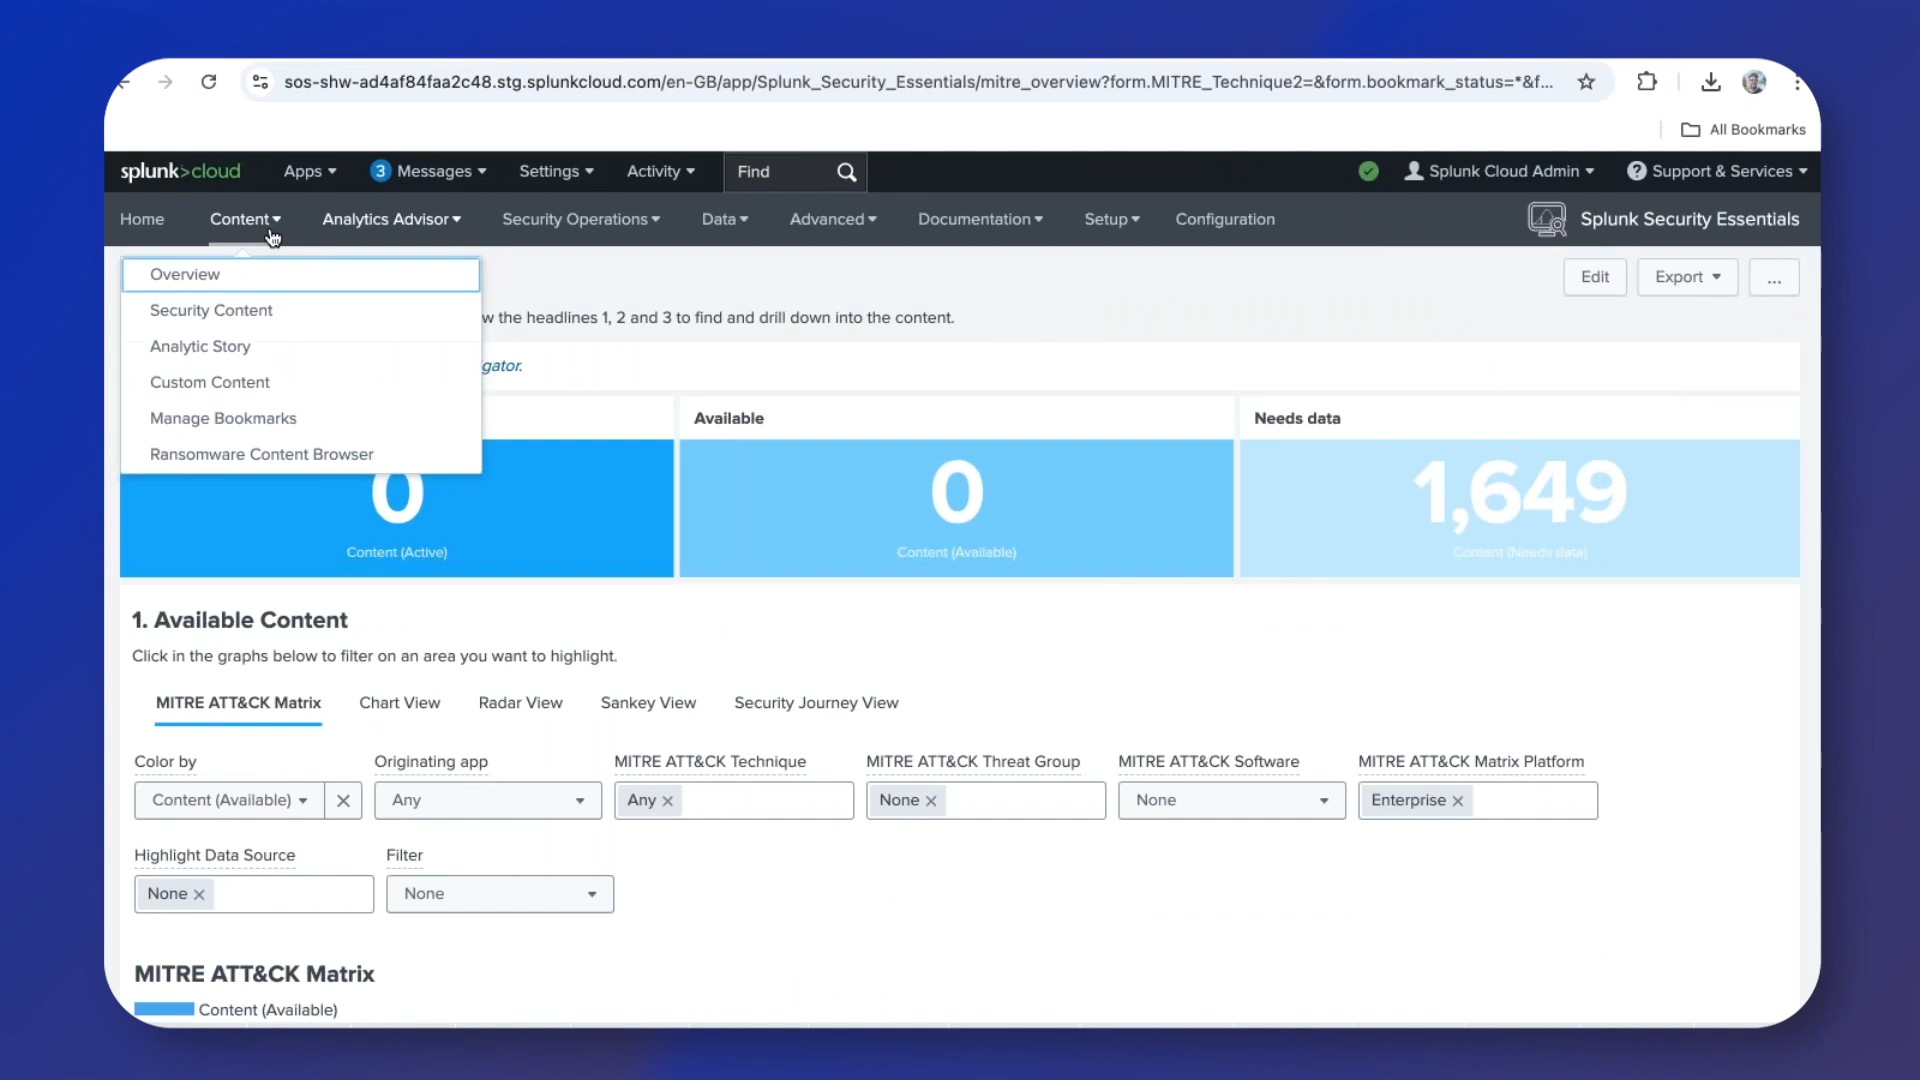 sos-shw-ad4af84faa2c48.stg.splunkcloud.com/en-GB/app/Splunk_Security_Essentials/mitre_overview?form.MITRE_Technique2=&form.bookmark_status=*&f...
All Bookmarks
splunk>cloud Apps 3 Messages Settings Activity Find Splunk Cloud Admin ? Support & Services
Home Content Analytics Advisor Security Operations Data Advanced Documentation Setup Configuration Splunk Security Essentials
Overview
Security Content
Analytic Story
Custom Content
Manage Bookmarks
Ransomware Content Browser
Edit Export ...
w the headlines 1, 2 and 3 to find and drill down into the content.
gator.
Available Needs data
0 0 1,649
Content (Active) Content (Available) Content (Needs data)
1. Available Content
Click in the graphs below to filter on an area you want to highlight.
MITRE ATT&CK Matrix Chart View Radar View Sankey View Security Journey View
Color by Originating app MITRE ATT&CK Technique MITRE ATT&CK Threat Group MITRE ATT&CK Software MITRE ATT&CK Matrix Platform
Content (Available) Any Any None None Enterprise
Highlight Data Source Filter
None None
MITRE ATT&CK Matrix
Content (Available)